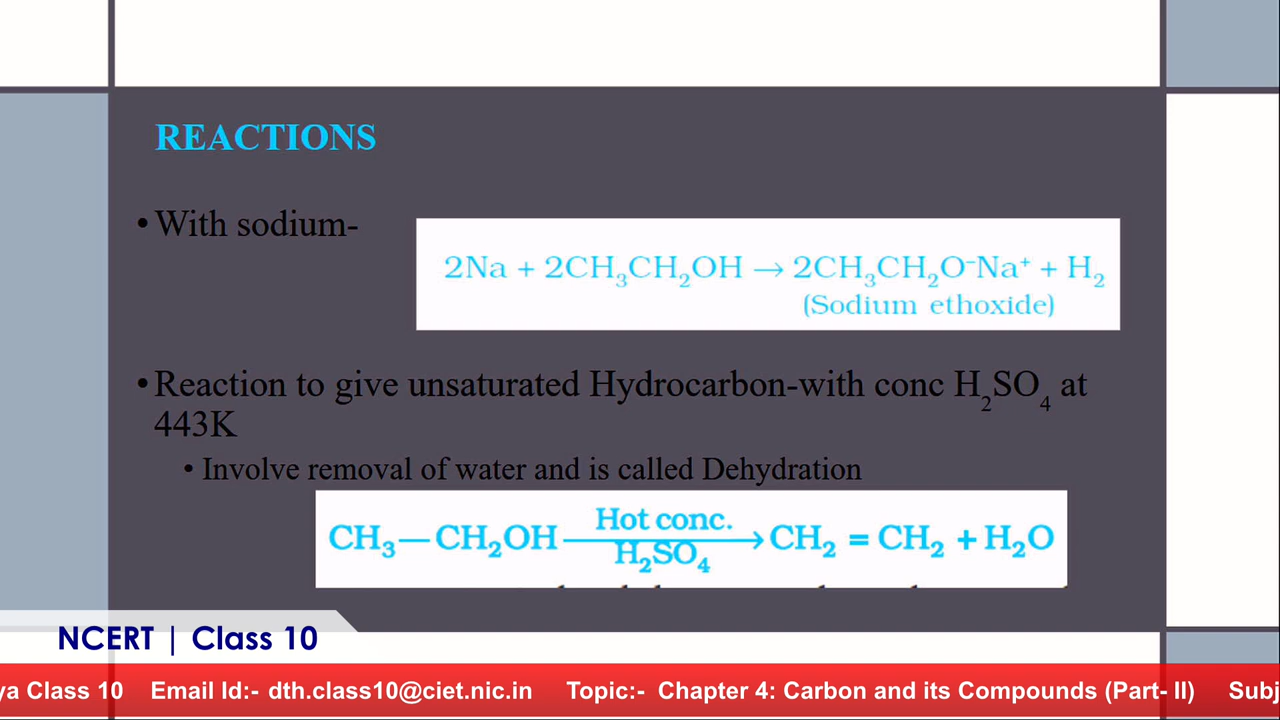 REACTIONS
• With sodium-
2Na + 2CH₃CH₂OH → 2CH₃CH₂O⁻Na⁺ + H₂
(Sodium ethoxide)
• Reaction to give unsaturated Hydrocarbon-with conc H₂SO₄ at
443K
• Involve removal of water and is called Dehydration
Hot conc.
CH₃—CH₂OH → CH₂ = CH₂ + H₂O
H₂SO₄
NCERT | Class 10
ya Class 10 Email Id:- dth.class10@ciet.nic.in Topic:- Chapter 4: Carbon and its Compounds (Part- II) Subj